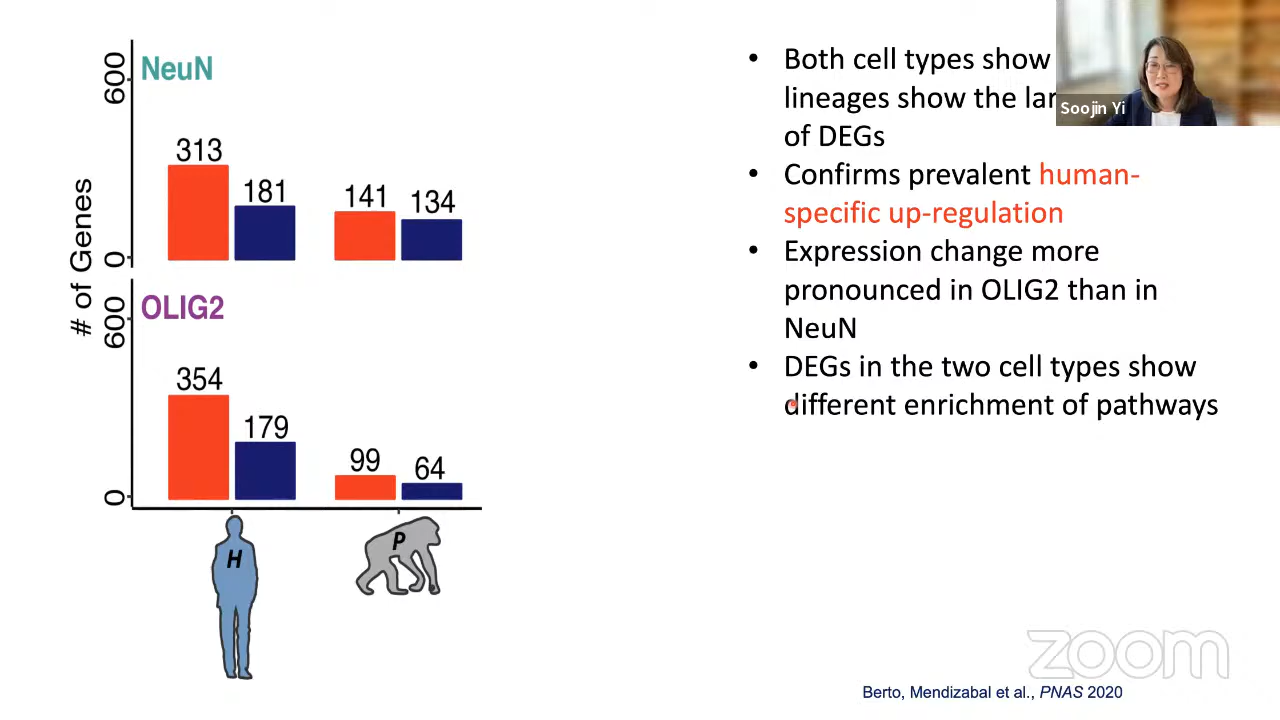 600
NeuN
313
181
141
134
0
# of Genes
600
OLIG2
354
179
99
64
0
H
P
• Both cell types show
lineages show the
of DEGs
• Confirms prevalent human-
specific up-regulation
• Expression change more
pronounced in OLIG2 than in
NeuN
• DEGs in the two cell types show
different enrichment of pathways
Soojin Yi
zoom
Berto, Mendizabal et al., PNAS 2020